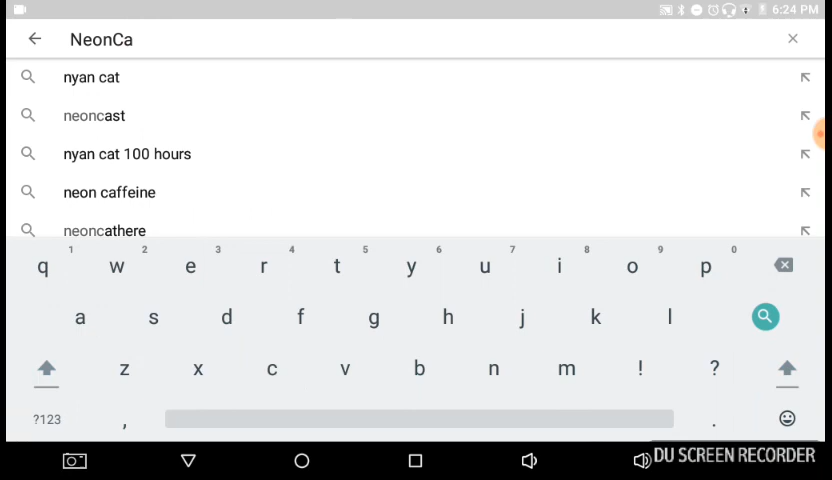 6:24 PM
NeonCa
nyan cat
neoncast
nyan cat 100 hours
neon caffeine
neoncathere
1 2 3 4 5 6 7 8 9 0
q w e r t y u i o p
a s d f g h j k l
z x c v b n m ! ?
?123 , .
DU SCREEN RECORDER